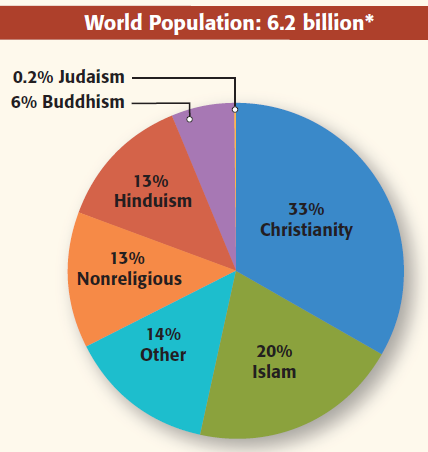 World Population: 6.2 billion*
0.2% Judaism
6% Buddhism
13%
Hinduism
33%
Christianity
13%
Nonreligious
14%
Other
20%
Islam